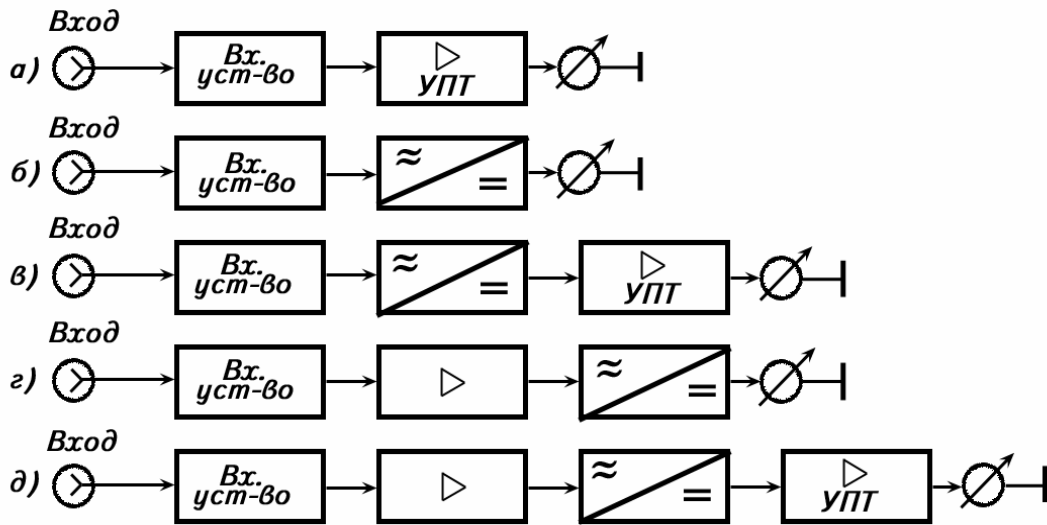 Вход
а)
Вх.
уст-во
▷
УПТ
Вход
б)
Вх.
уст-во
≈
=
Вход
в)
Вх.
уст-во
≈
=
▷
УПТ
Вход
г)
Вх.
уст-во
▷
≈
=
Вход
д)
Вх.
уст-во
▷
≈
=
▷
УПТ